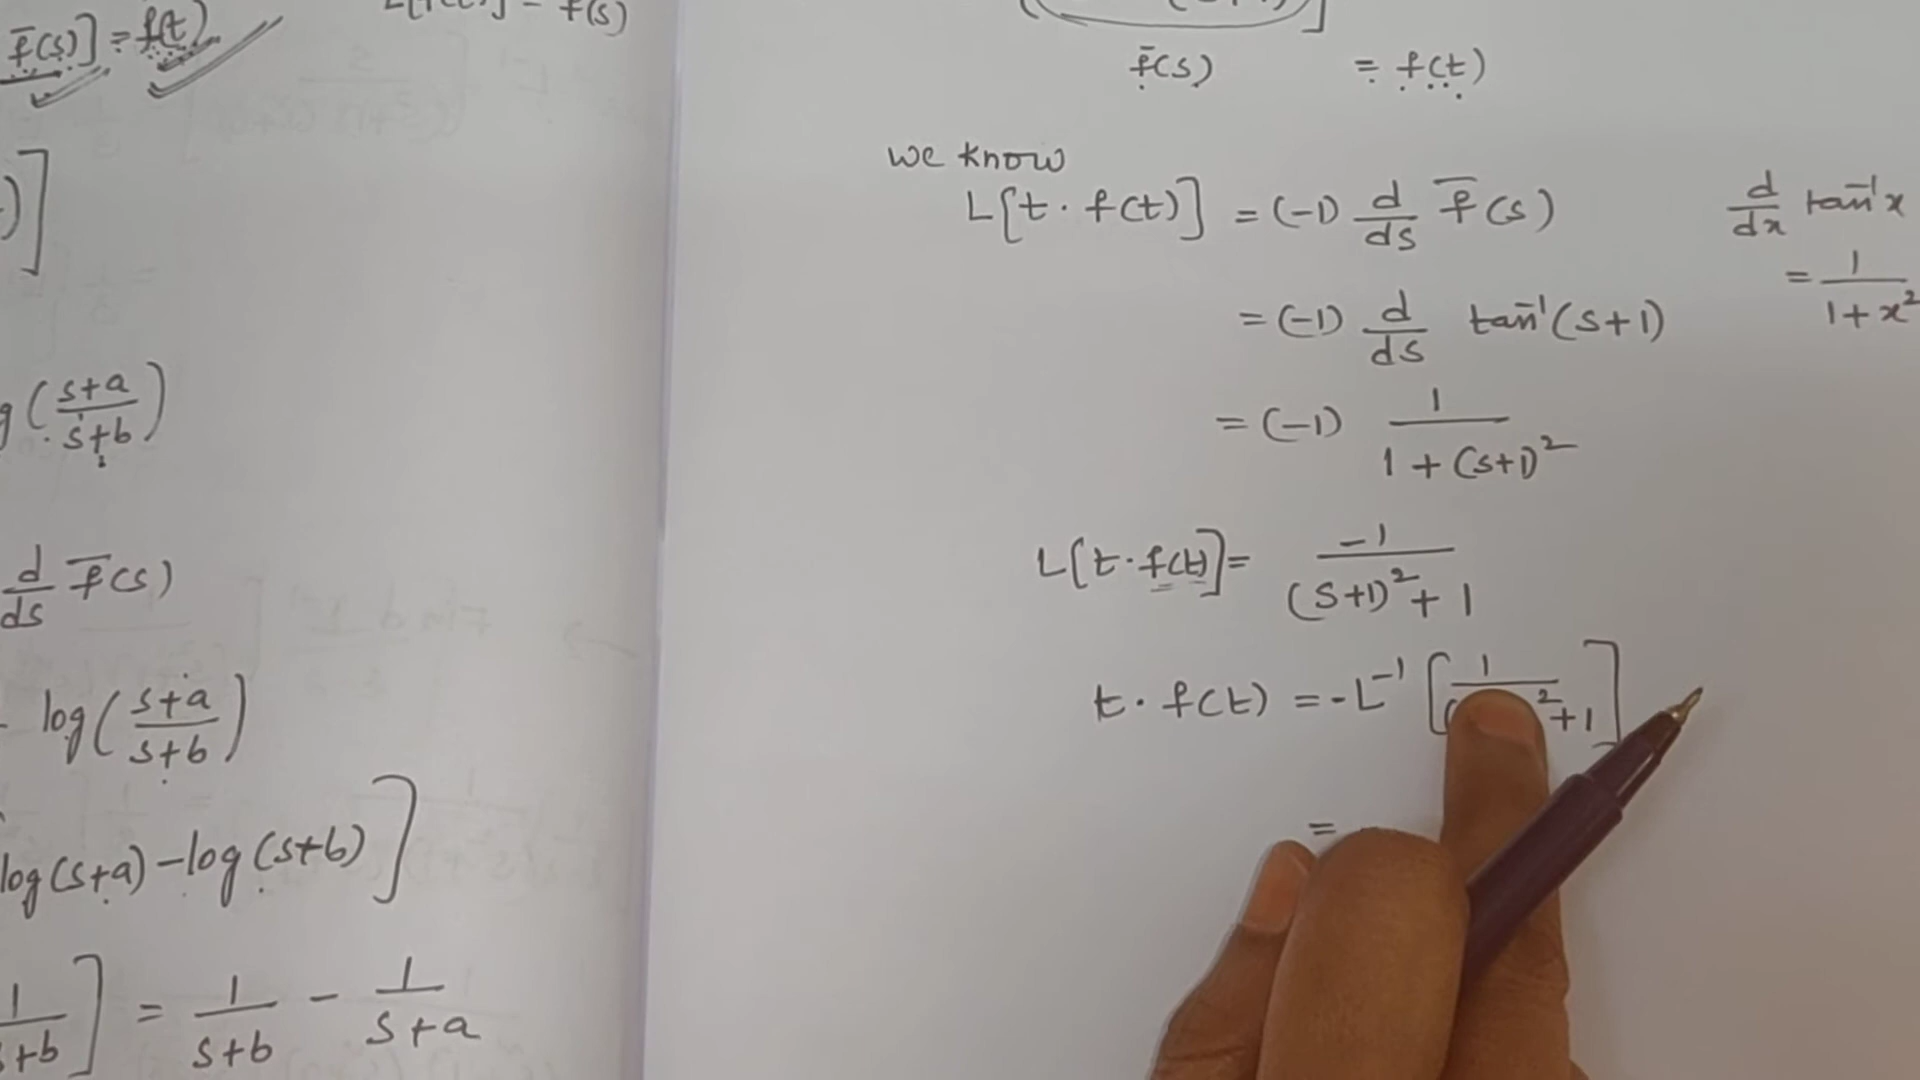 f̄(s)] = f(t)
= f(s)
(s+a / s+b)
d/ds f̄(s)
log(s+a / s+b)
log(s+a) - log(s+b)]
1 / s+b] = 1/s+b - 1/s+a
f̄(s) = f(t)
we know
L[t · f(t)] = (-1) d/ds f̄(s)
d/dx tan⁻¹x
= 1/1+x²
= (-1) d/ds tan⁻¹(s+1)
= (-1) 1/1+(s+1)²
L[t·f(t)] = -1/(s+1)²+1
t · f(t) = -L⁻¹[1/( ²+1]
=